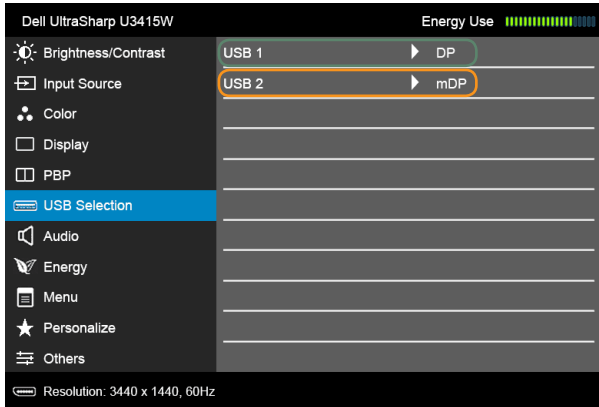 Dell UltraSharp U3415W Energy Use
Brightness/Contrast USB 1 DP
Input Source USB 2 mDP
Color
Display
PBP
USB Selection
Audio
Energy
Menu
Personalize
Others
Resolution: 3440 x 1440, 60Hz